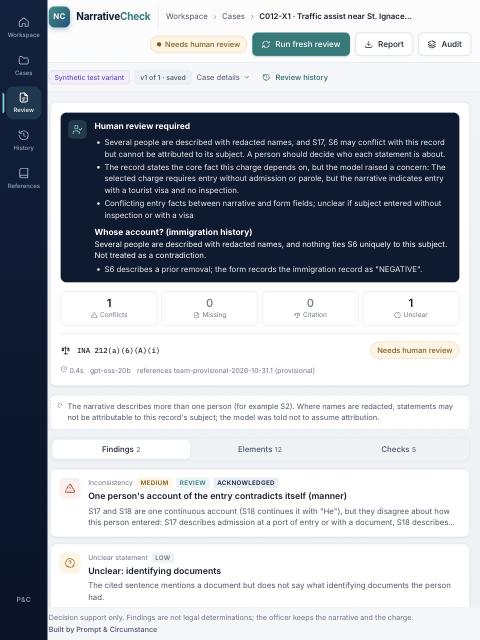 NC NarrativeCheck Workspace › Cases › C012-X1 · Traffic assist near St. Ignace...
Needs human review Run fresh review Report Audit
Workspace
Cases
Review
History
References
P&C
Synthetic test variant v1 of 1 · saved Case details Review history
Human review required
• Several people are described with redacted names, and S17, S6 may conflict with this record
but cannot be attributed to its subject. A person should decide who each statement is about.
• The record states the core fact this charge depends on, but the model raised a concern: The
selected charge requires entry without admission or parole, but the narrative indicates entry
with a tourist visa and no inspection.
• Conflicting entry facts between narrative and form fields; unclear if subject entered without
inspection or with a visa
Whose account? (immigration history)
Several people are described with redacted names, and nothing ties S6 uniquely to this subject.
Not treated as a contradiction.
• S6 describes a prior removal; the form records the immigration record as "NEGATIVE".
1 0 0 1
Conflicts Missing Citation Unclear
INA 212(a)(6)(A)(i) Needs human review
0.4s gpt-oss-20b references team-provisional-2026-10-31.1 (provisional)
The narrative describes more than one person (for example S2). Where names are redacted, statements may
not be attributable to this record's subject; the model was told not to assume attribution.
Findings 2 Elements 12 Checks 5
Inconsistency MEDIUM REVIEW ACKNOWLEDGED
One person's account of the entry contradicts itself (manner)
S17 and S18 are one continuous account (S18 continues it with "He"), but they disagree about how
this person entered: S17 describes admission at a port of entry or with a document, S18 describes...
Unclear statement LOW
Unclear: identifying documents
The cited sentence mentions a document but does not say what identifying documents the person
had.
Decision support only. Findings are not legal determinations; the officer keeps the narrative and the charge.
Built by Prompt & Circumstance